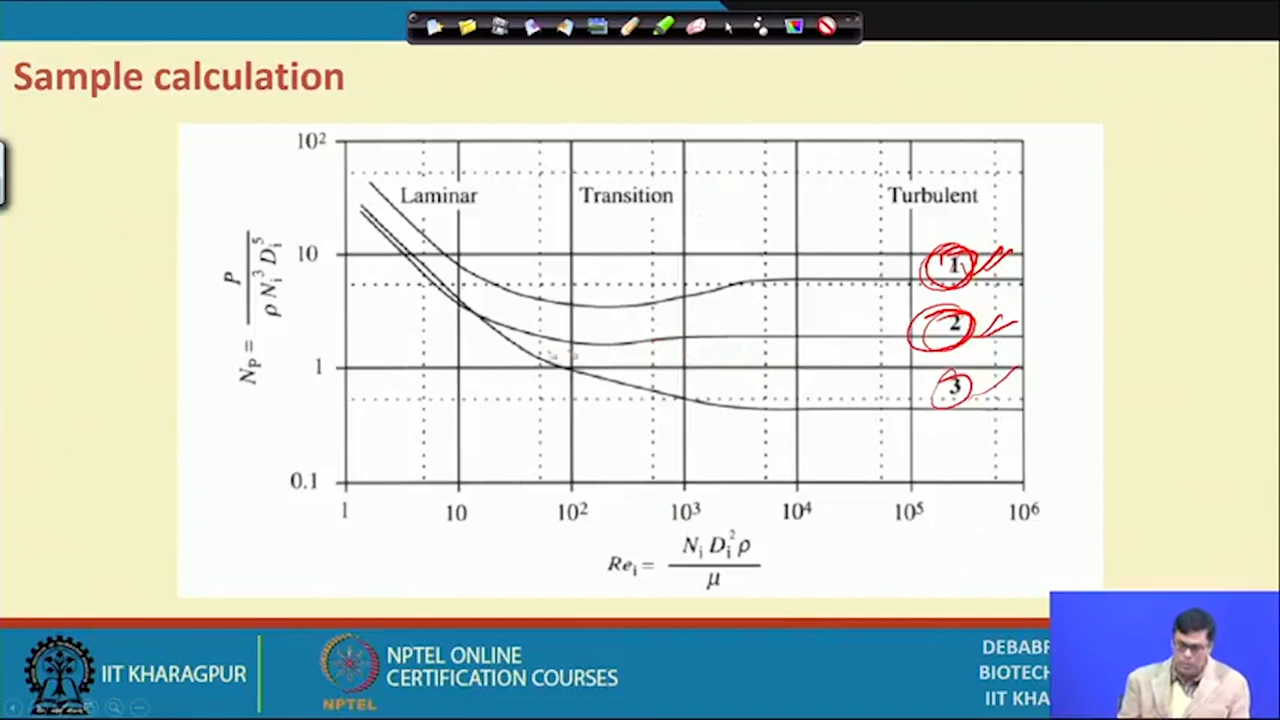 Sample calculation
10²
Laminar
Transition
Turbulent
10
1
0.1
N_P = P / ρ N_i³ D_i⁵
1
2
3
1
10
10²
10³
10⁴
10⁵
10⁶
Re_i = N_i D_i² ρ / μ
IIT KHARAGPUR
NPTEL
NPTEL ONLINE
CERTIFICATION COURSES
DEBABR
BIOTECH
IIT KHA